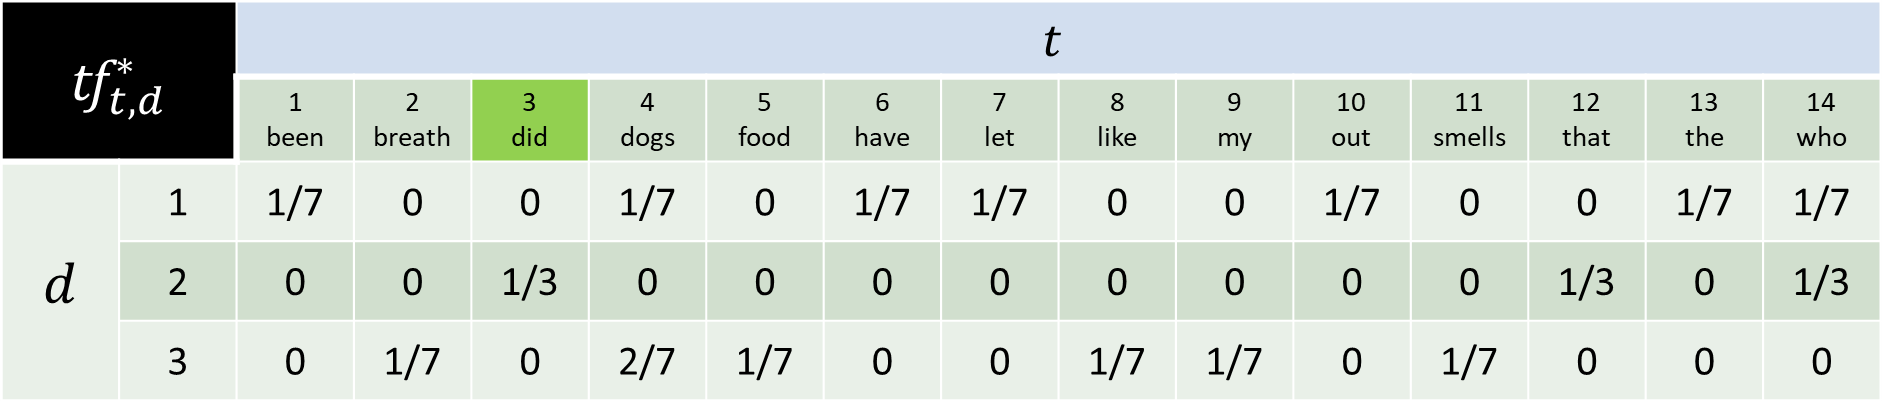 tf*t,d
t
1 2 3 4 5 6 7 8 9 10 11 12 13 14
been breath did dogs food have let like my out smells that the who
d
1 1/7 0 0 1/7 0 1/7 1/7 0 0 1/7 0 0 1/7 1/7
2 0 0 1/3 0 0 0 0 0 0 0 0 1/3 0 1/3
3 0 1/7 0 2/7 1/7 0 0 1/7 1/7 0 1/7 0 0 0